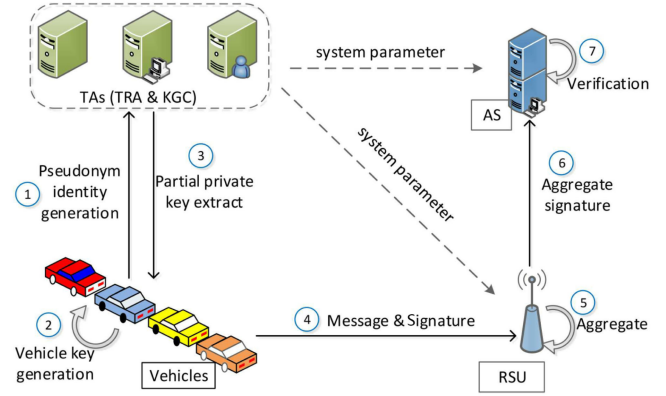 TAs (TRA & KGC)
system parameter
system parameter
7
Verification
AS
1
Pseudonym
identity
generation
3
Partial private
key extract
6
Aggregate
signature
2
Vehicle key
generation
Vehicles
4 Message & Signature
5
Aggregate
RSU